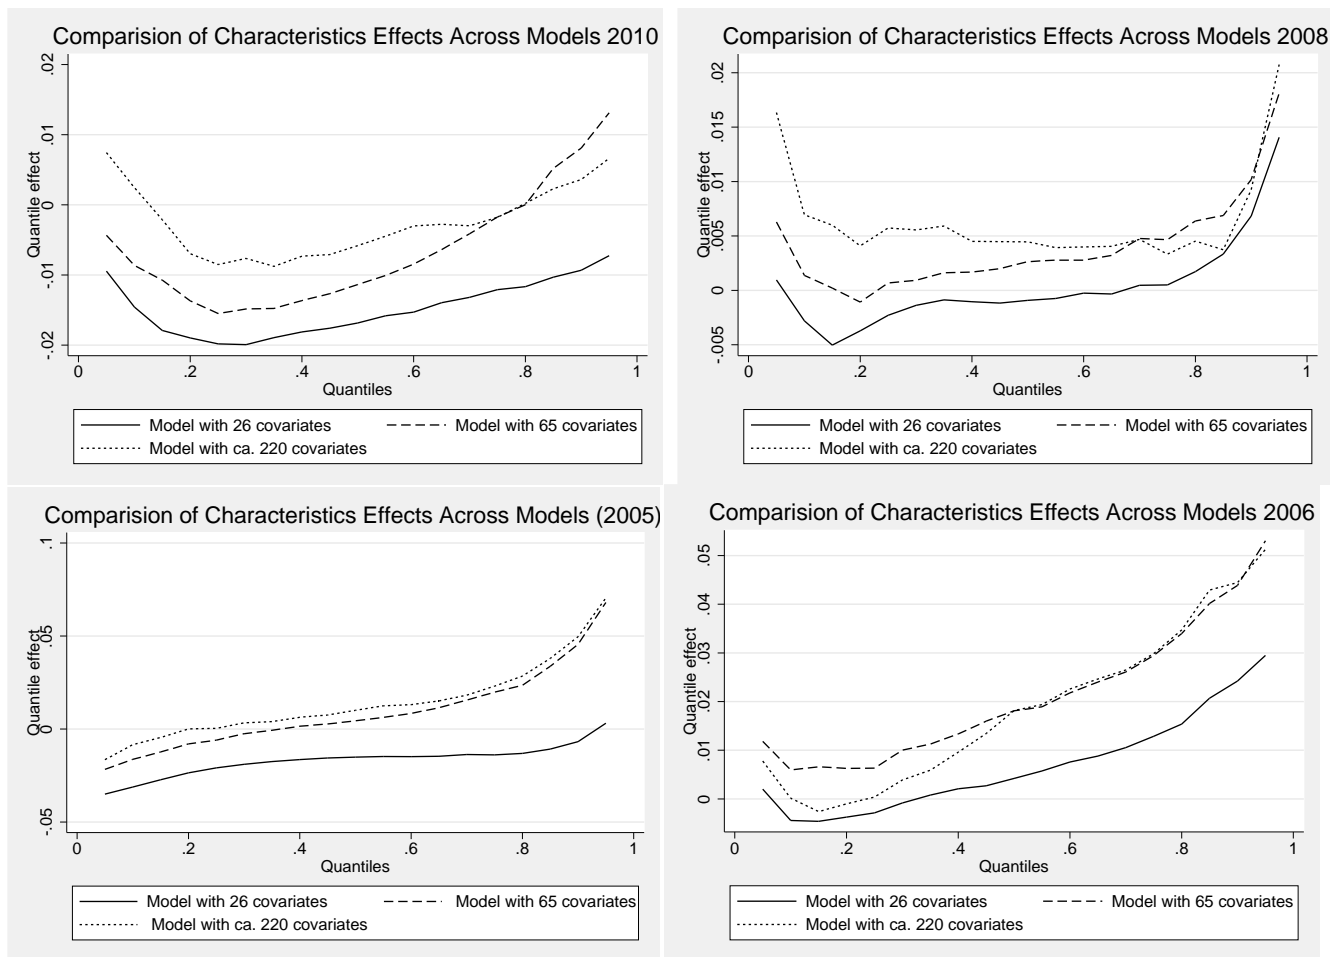 Comparision of Characteristics Effects Across Models 2010
Quantile effect
.02
.01
0
-.01
-.02
0 .2 .4 .6 .8 1
Quantiles
Model with 26 covariates Model with 65 covariates
Model with ca. 220 covariates
Comparision of Characteristics Effects Across Models 2008
Quantile effect
.02
.015
.01
.005
0
-.005
0 .2 .4 .6 .8 1
Quantiles
Model with 26 covariates Model with 65 covariates
Model with ca. 220 covariates
Comparision of Characteristics Effects Across Models (2005)
Quantile effect
.1
.05
0
-.05
0 .2 .4 .6 .8 1
Quantiles
Model with 26 covariates Model with 65 covariates
Model with ca. 220 covariates
Comparision of Characteristics Effects Across Models 2006
Quantile effect
.05
.04
.03
.02
.01
0
0 .2 .4 .6 .8 1
Quantiles
Model with 26 covariates Model with 65 covariates
Model with ca. 220 covariates